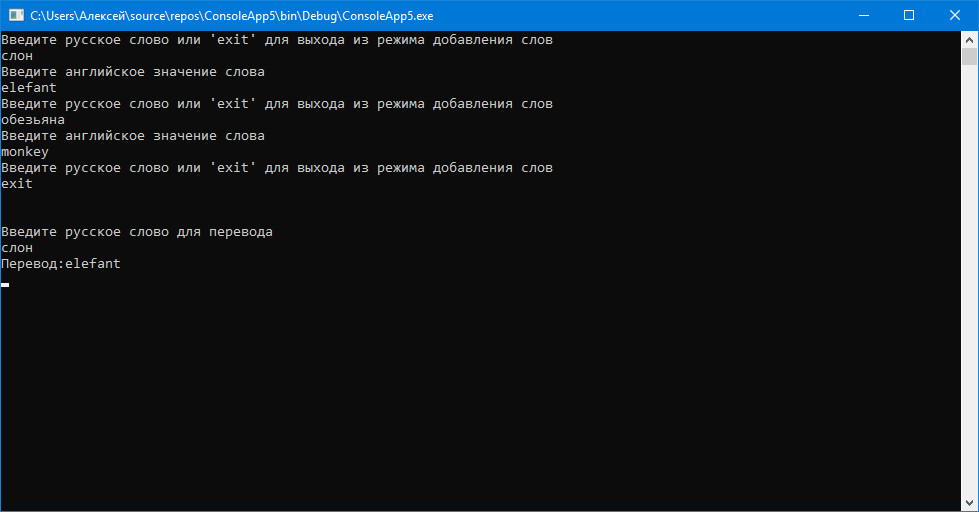 C:\Users\Алексей\source\repos\ConsoleApp5\bin\Debug\ConsoleApp5.exe
Введите русское слово или 'exit' для выхода из режима добавления слов
слон
Введите английское значение слова
elefant
Введите русское слово или 'exit' для выхода из режима добавления слов
обезьяна
Введите английское значение слова
monkey
Введите русское слово или 'exit' для выхода из режима добавления слов
exit
Введите русское слово для перевода
слон
Перевод:elefant